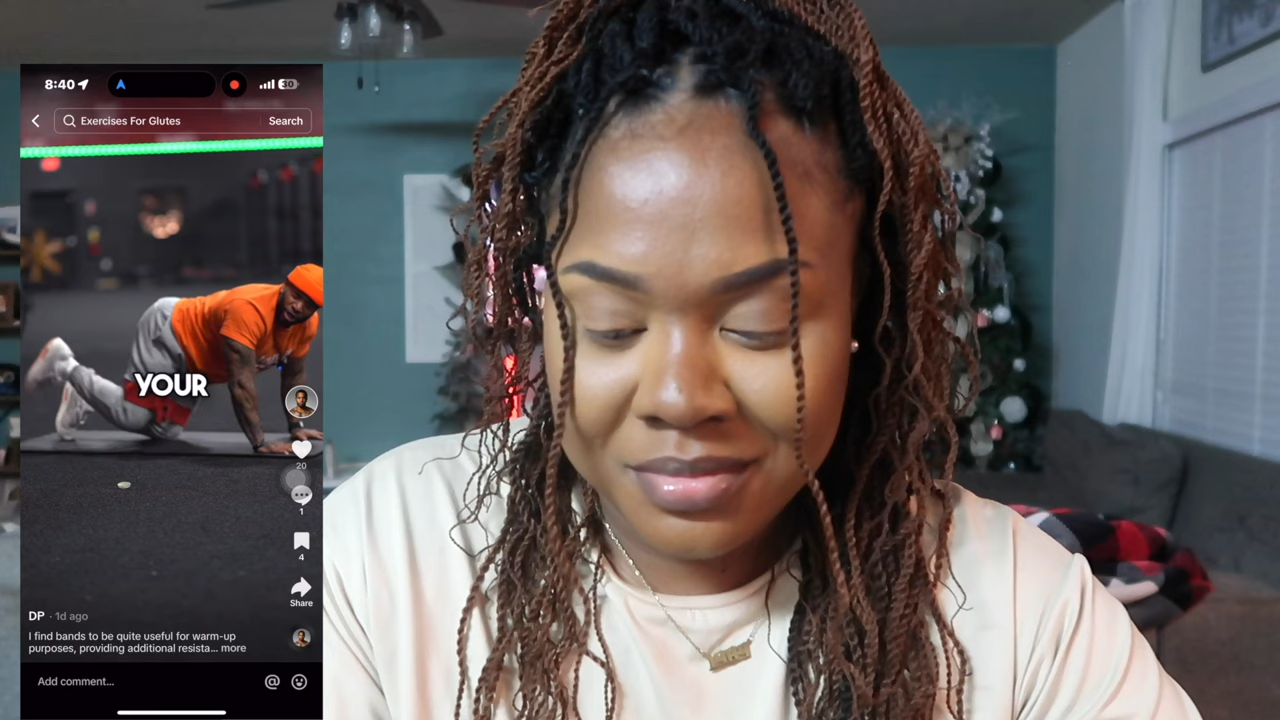 8:40
30
Exercises For Glutes
Search
YOUR
20
1
4
Share
DP · 1d ago
I find bands to be quite useful for warm-up
purposes, providing additional resista... more
Add comment...
@